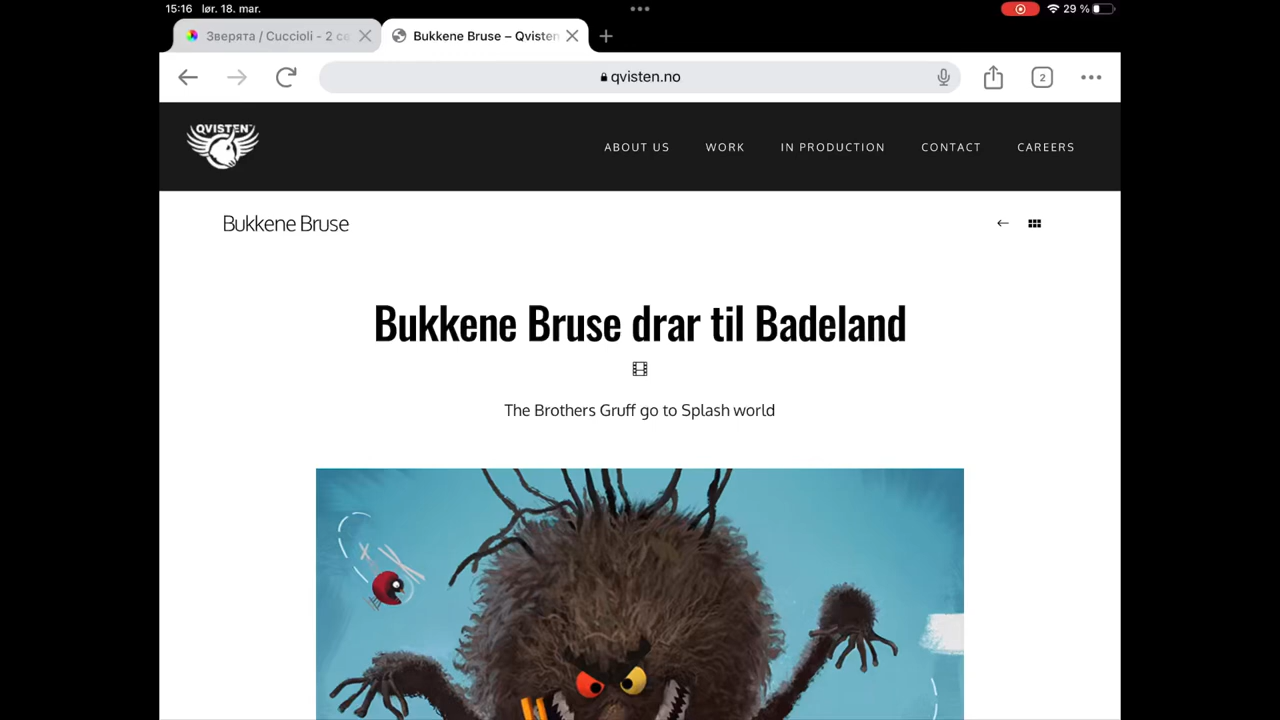 15:16 lør. 18. mar.
29 %
Зверята / Cuccioli - 2 се
Bukkene Bruse – Qvisten
qvisten.no
2
QVISTEN
ABOUT US
WORK
IN PRODUCTION
CONTACT
CAREERS
Bukkene Bruse
Bukkene Bruse drar til Badeland
The Brothers Gruff go to Splash world